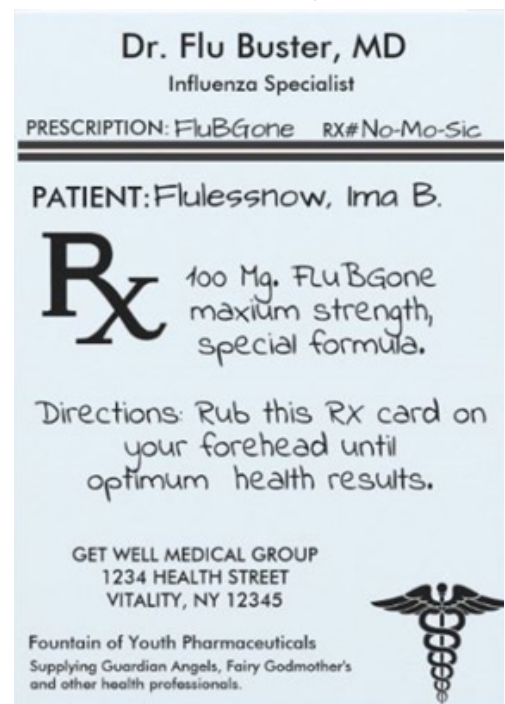 Dr. Flu Buster, MD
Influenza Specialist
PRESCRIPTION: FluBGone RX# No-Mo-Sic
PATIENT: Flulessnow, Ima B.
Rx 100 Mg. FLuBGone
maxium strength,
special formula.
Directions: Rub this RX card on
your forehead until
optimum health results.
GET WELL MEDICAL GROUP
1234 HEALTH STREET
VITALITY, NY 12345
Fountain of Youth Pharmaceuticals
Supplying Guardian Angels, Fairy Godmother's
and other health professionals.